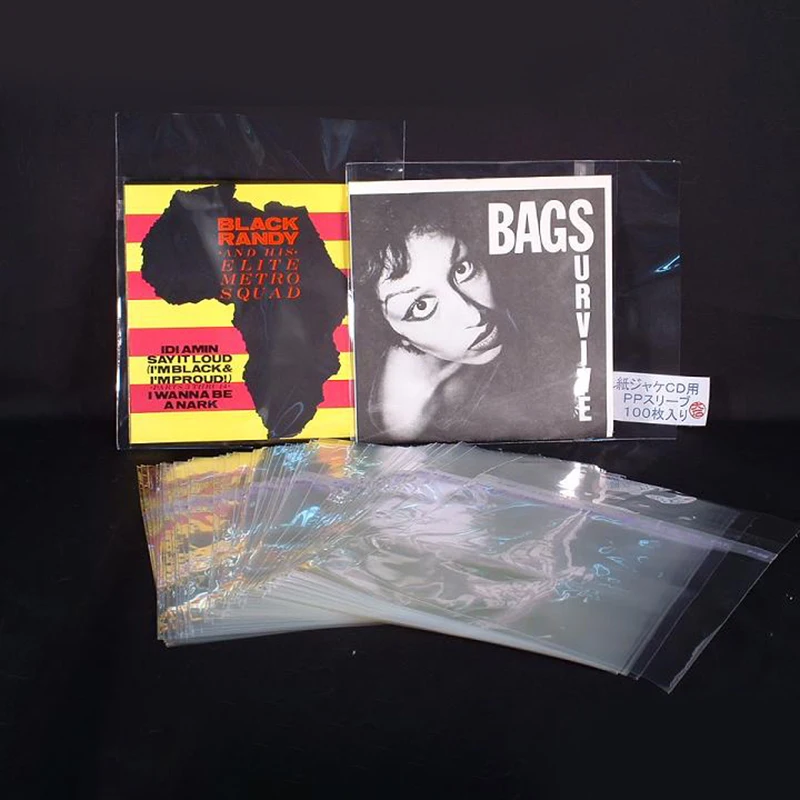 BLACK
RANDY
·AND HIS·
ELITE
METRO
SQUAD
IDI AMIN
SAY IT LOUD
(I'M BLACK &
I'M PROUD!)
I WANNA BE
A NARK
BAGS
URVIVE
紙ジャケCD用
PPスリーブ
100枚入り